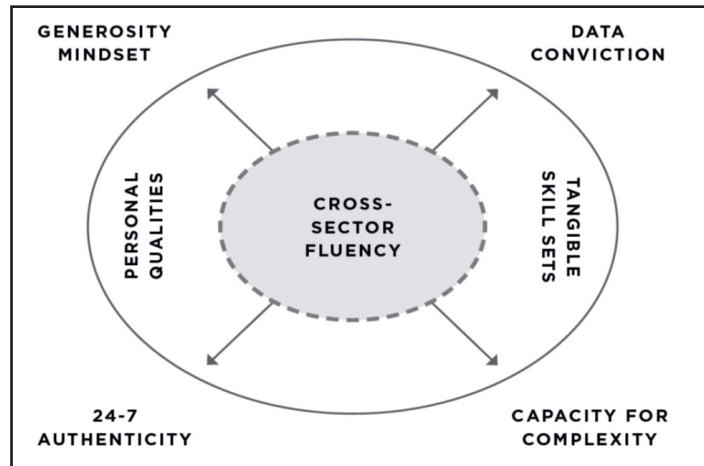 GENEROSITY
MINDSET
DATA
CONVICTION
PERSONAL
QUALITIES
CROSS-
SECTOR
FLUENCY
TANGIBLE
SKILL SETS
24-7
AUTHENTICITY
CAPACITY FOR
COMPLEXITY